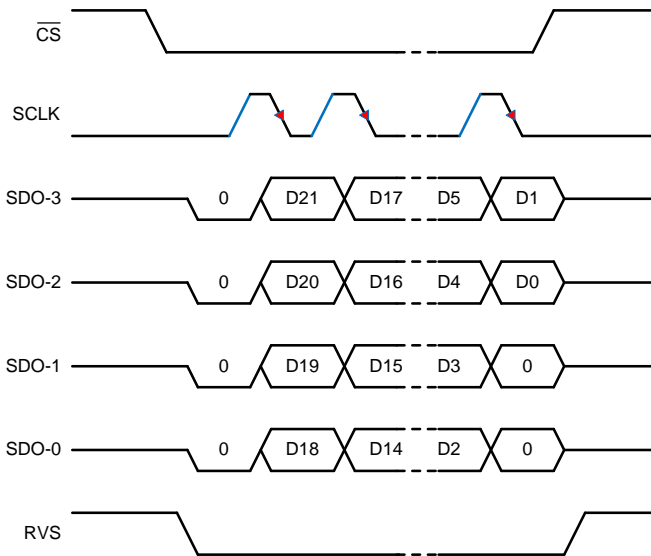 CS
SCLK
SDO-3 0 D21 D17 D5 D1
SDO-2 0 D20 D16 D4 D0
SDO-1 0 D19 D15 D3 0
SDO-0 0 D18 D14 D2 0
RVS